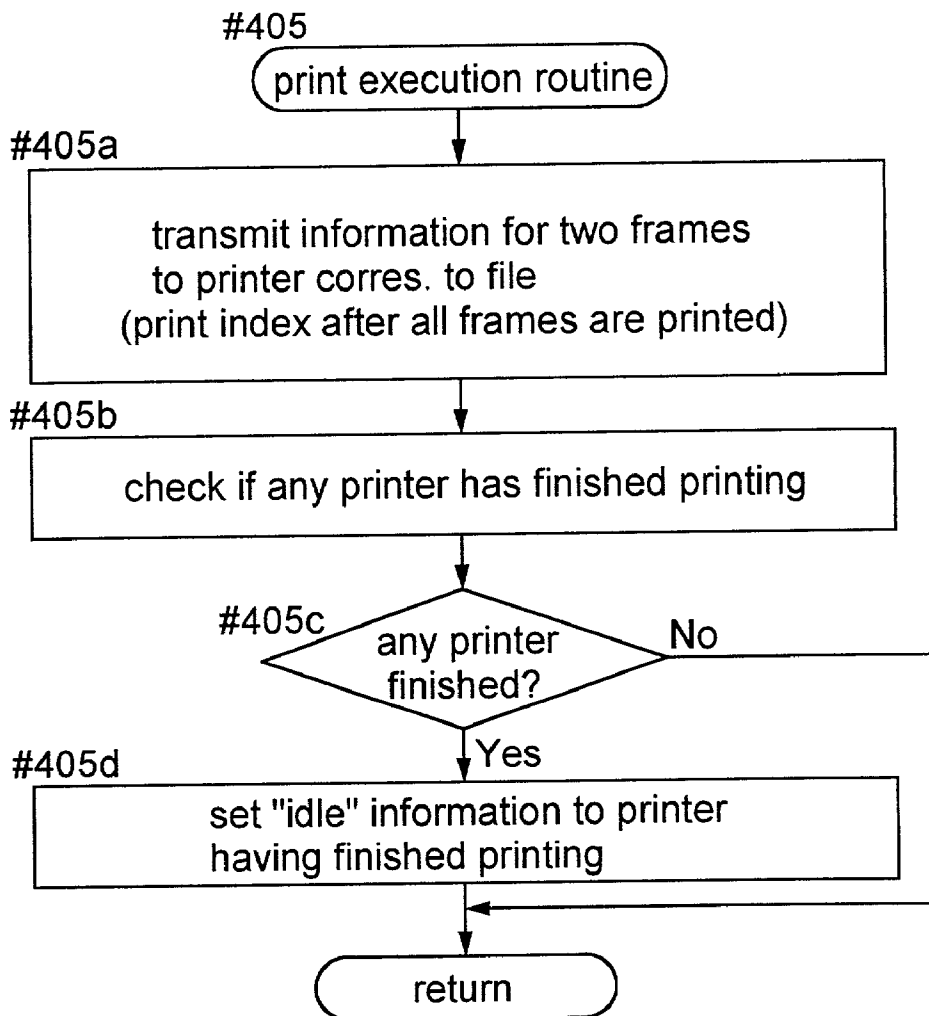 #405
print execution routine
#405a
transmit information for two frames
to printer corres. to file
(print index after all frames are printed)
#405b
check if any printer has finished printing
#405c
any printer
finished?
No
Yes
#405d
set "idle" information to printer
having finished printing
return